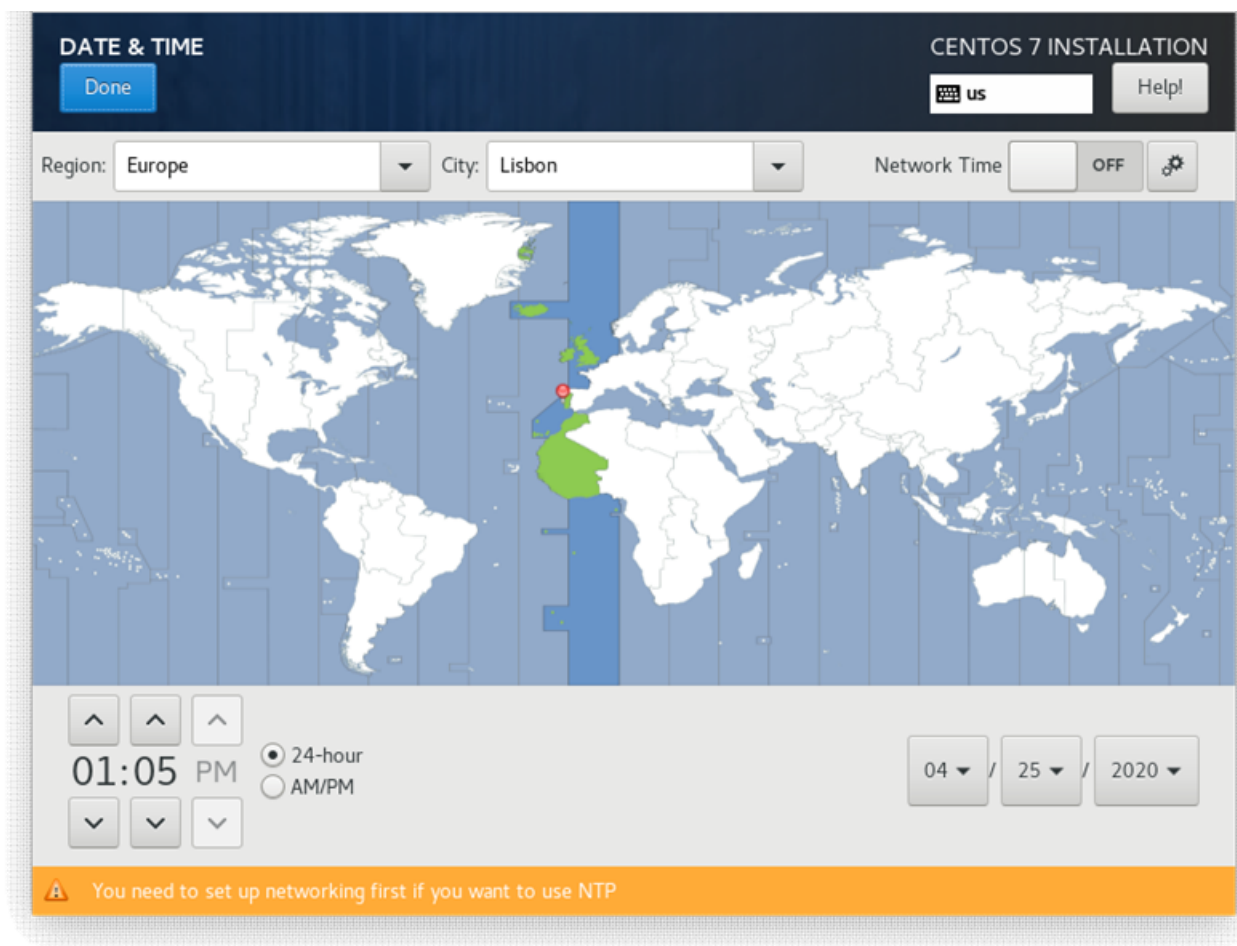 DATE & TIME
CENTOS 7 INSTALLATION
Done
us
Help!
Region: Europe City: Lisbon Network Time OFF
24-hour
01:05 PM
AM/PM
04 / 25 / 2020
You need to set up networking first if you want to use NTP